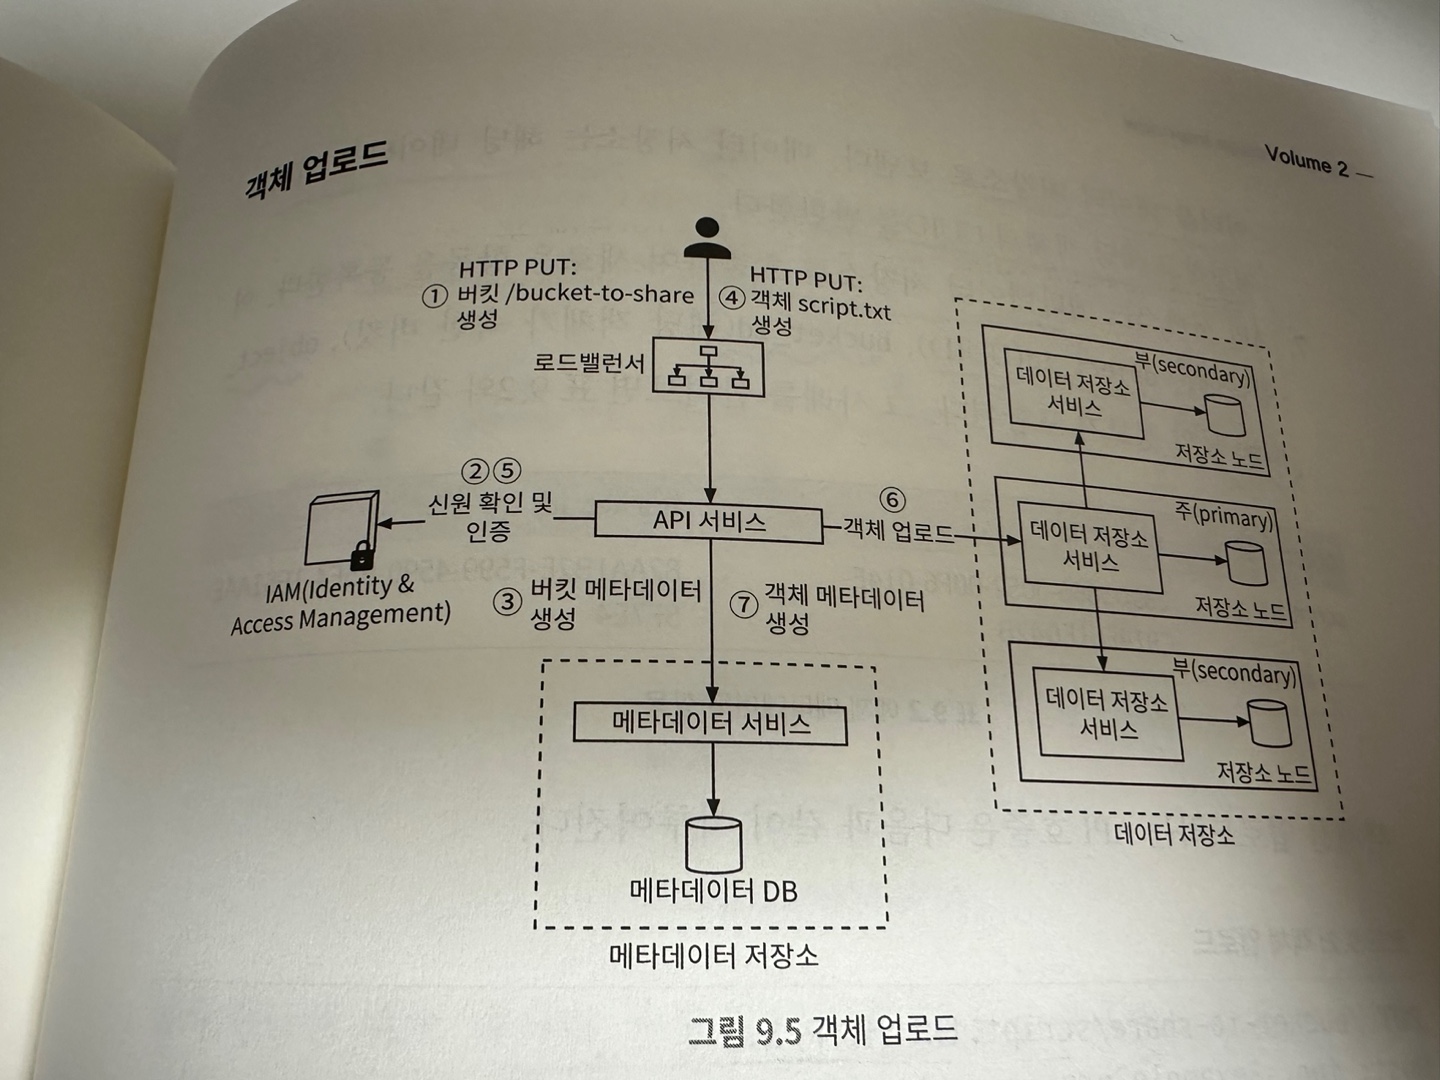 객체 업로드
Volume 2 —
HTTP PUT:
① 버킷 /bucket-to-share
생성
HTTP PUT:
④ 객체 script.txt
생성
로드밸런서
②⑤
신원 확인 및
인증
API 서비스
⑥
객체 업로드
IAM(Identity &
Access Management)
③ 버킷 메타데이터
생성
⑦ 객체 메타데이터
생성
메타데이터 서비스
메타데이터 DB
메타데이터 저장소
부(secondary)
데이터 저장소
서비스
저장소 노드
주(primary)
데이터 저장소
서비스
저장소 노드
부(secondary)
데이터 저장소
서비스
저장소 노드
데이터 저장소
그림 9.5 객체 업로드